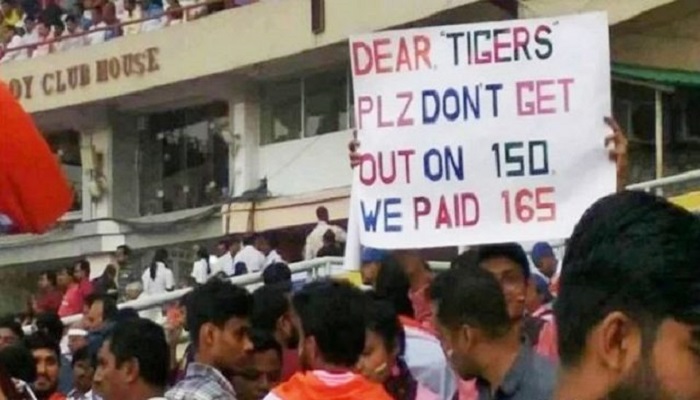 OY CLUB HOUSE
DEAR, "TIGERS"
PLZ DON'T GET
OUT ON 150.
WE PAID 165